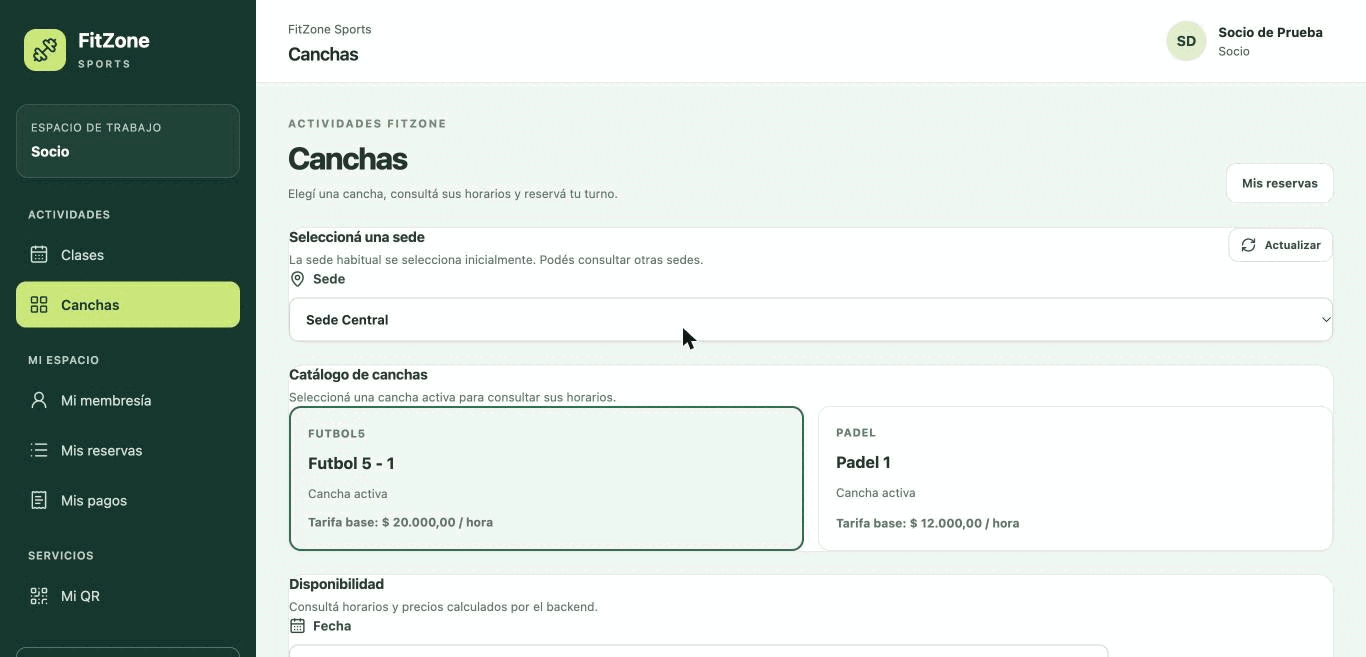 FitZone
SPORTS
ESPACIO DE TRABAJO
Socio
ACTIVIDADES
Clases
Canchas
MI ESPACIO
Mi membresía
Mis reservas
Mis pagos
SERVICIOS
Mi QR
FitZone Sports
Canchas
SD
Socio de Prueba
Socio
ACTIVIDADES FITZONE
Canchas
Elegí una cancha, consultá sus horarios y reservá tu turno.
Mis reservas
Seleccioná una sede
La sede habitual se selecciona inicialmente. Podés consultar otras sedes.
Actualizar
Sede
Sede Central
Catálogo de canchas
Seleccioná una cancha activa para consultar sus horarios.
FUTBOL5
Futbol 5 - 1
Cancha activa
Tarifa base: $ 20.000,00 / hora
PADEL
Padel 1
Cancha activa
Tarifa base: $ 12.000,00 / hora
Disponibilidad
Consultá horarios y precios calculados por el backend.
Fecha